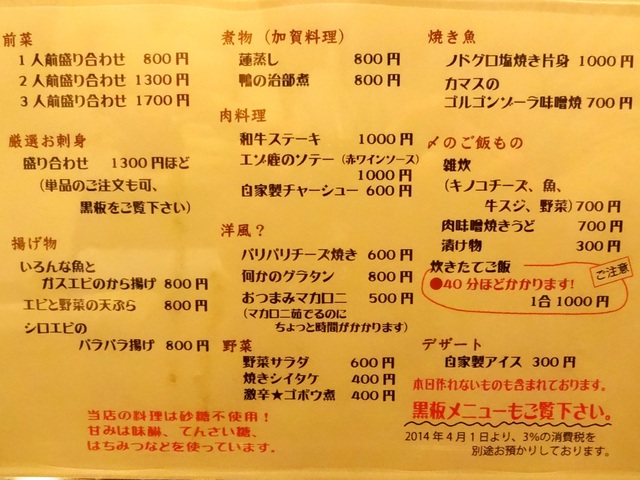 前菜
1人前盛り合わせ 800円
2人前盛り合わせ 1300円
3人前盛り合わせ 1700円
厳選お刺身
盛り合わせ 1300円ほど
（単品のご注文も可、
黒板をご覧下さい）
揚げ物
いろんな魚と
ガスエビのから揚げ 800円
エビと野菜の天ぷら 800円
シロエビの
バラバラ揚げ 800円
当店の料理は砂糖不使用！
甘みは味醂、てんさい糖、
はちみつなどを使っています。
煮物（加賀料理）
蓮蒸し 800円
鴨の治部煮 800円
肉料理
和牛ステーキ 1000円
エゾ鹿のソテー（赤ワインソース）
1000円
自家製チャーシュー 600円
洋風？
パリパリチーズ焼き 600円
何かのグラタン 800円
おつまみマカロニ 500円
（マカロニ茹でるのに
ちょっと時間がかかります）
野菜
野菜サラダ 600円
焼きシイタケ 400円
激辛★ゴボウ煮 400円
焼き魚
ノドグロ塩焼き片身 1000円
カマスの
ゴルゴンゾーラ味噌焼 700円
〆のご飯もの
雑炊
（キノコチーズ、魚、
牛スジ、野菜）700円
肉味噌焼きうどん 700円
漬け物 300円
炊きたてご飯
ご注意
●40分ほどかかります！
1合 1000円
デザート
自家製アイス 300円
本日作れないものも含まれております。
黒板メニューもご覧下さい。
2014年4月1日より、3%の消費税を
別途お預かりしております。